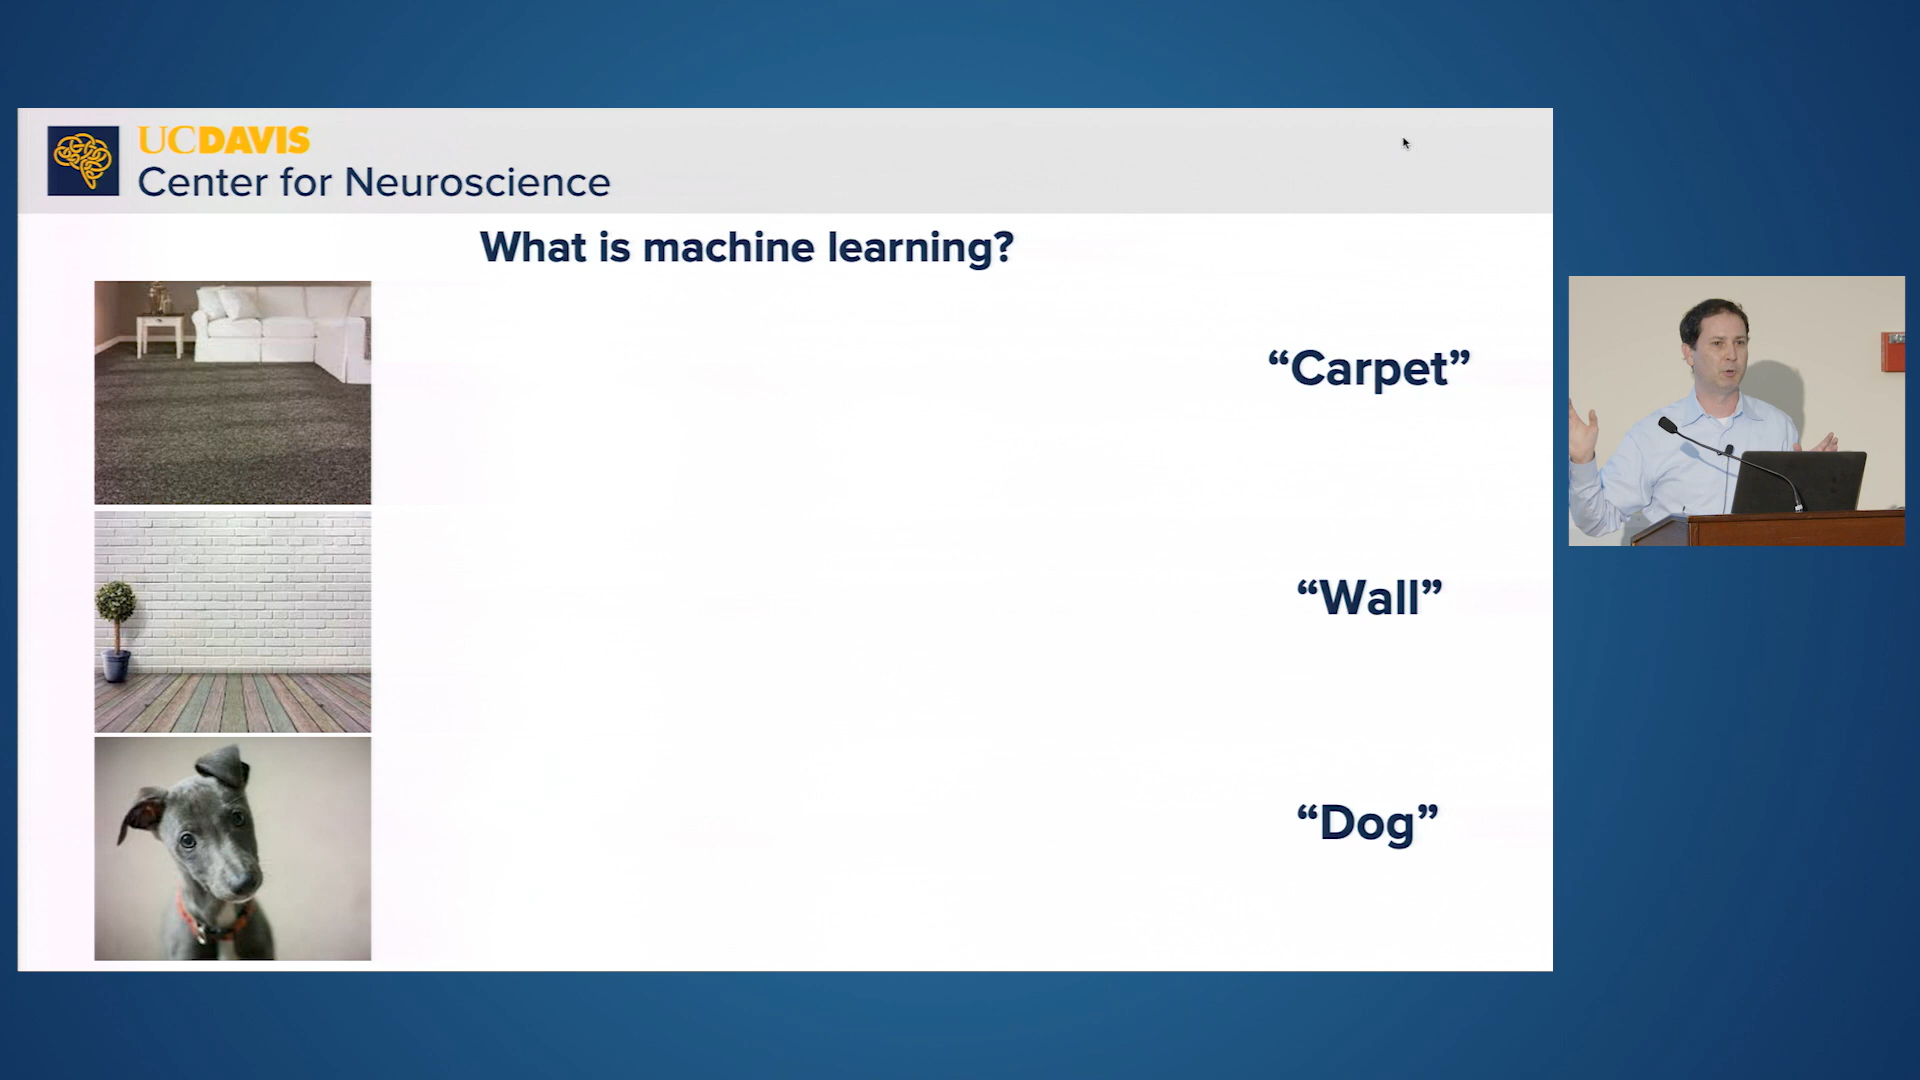 UCDAVIS
Center for Neuroscience
What is machine learning?
“Carpet”
“Wall”
“Dog”